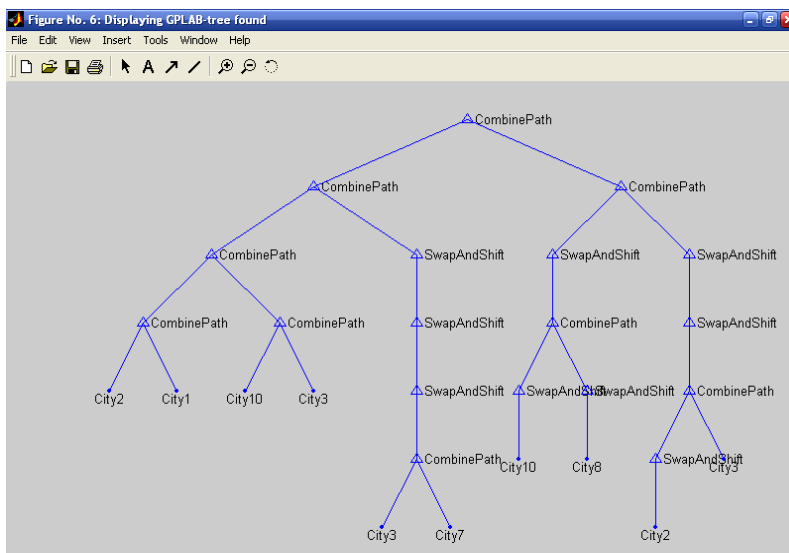 Figure No. 6: Displaying GPLAB-tree found
File Edit View Insert Tools Window Help
A
CombinePath
CombinePath CombinePath
CombinePath SwapAndShift SwapAndShift SwapAndShift
CombinePath CombinePath SwapAndShift CombinePath SwapAndShift
City2 City1 City10 City3 SwapAndShift SwapAndShift SwapAndShift CombinePath
CombinePath City10 City8 SwapAndShift City3
City3 City7 City2